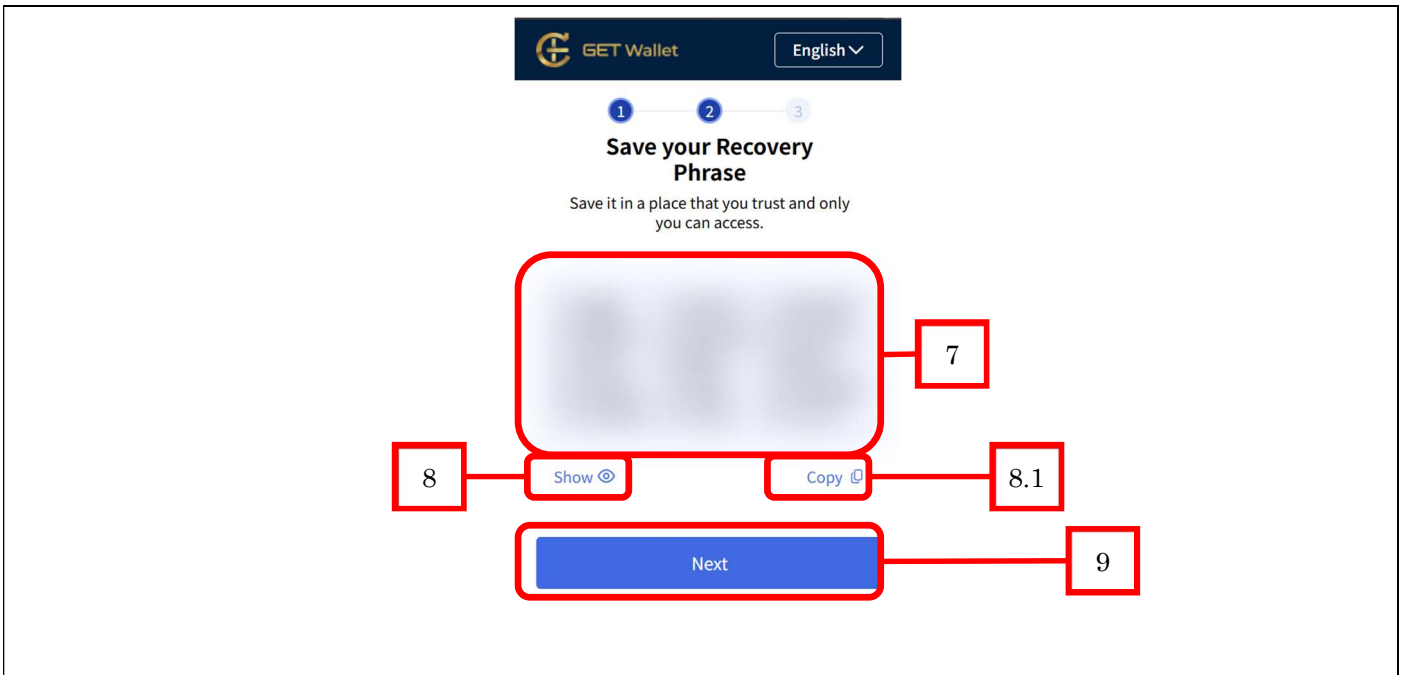 GET Wallet English
1 2 3
Save your Recovery
Phrase
Save it in a place that you trust and only
you can access.
7
8 Show Copy 8.1
Next 9